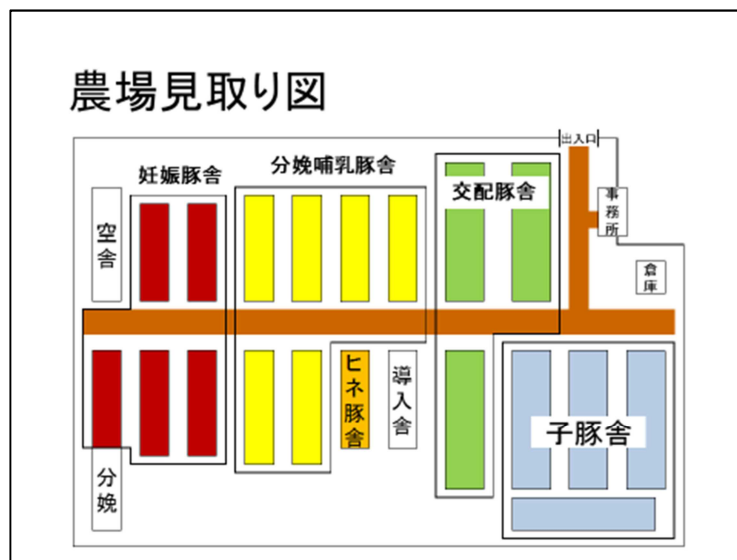 農場見取り図
出入口
妊娠豚舎
分娩哺乳豚舎
交配豚舎
事務所
空舎
倉庫
ヒネ豚舎
導入舎
子豚舎
分娩